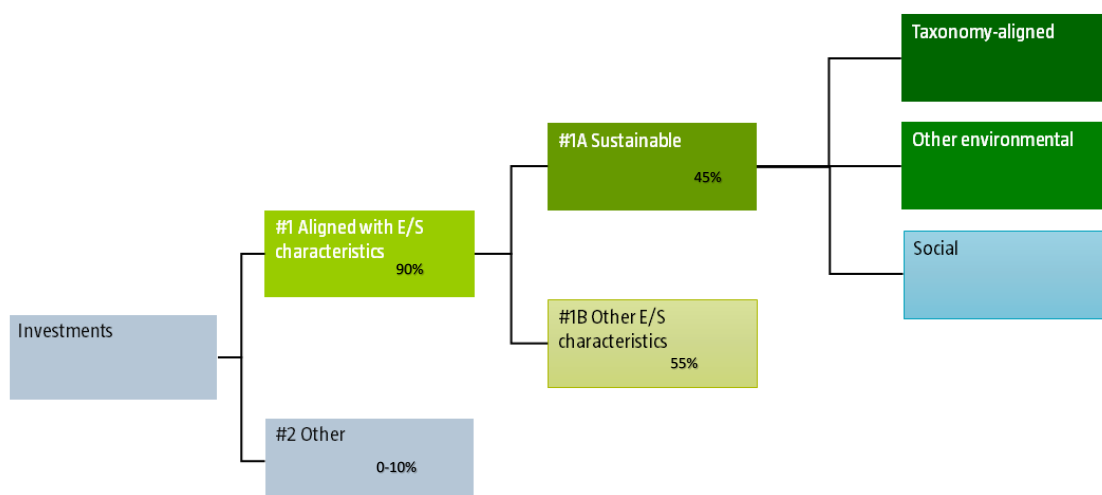 Taxonomy-aligned
#1A Sustainable
45%
Other environmental
#1 Aligned with E/S
characteristics
90%
Social
#1B Other E/S
characteristics
55%
Investments
#2 Other
0-10%